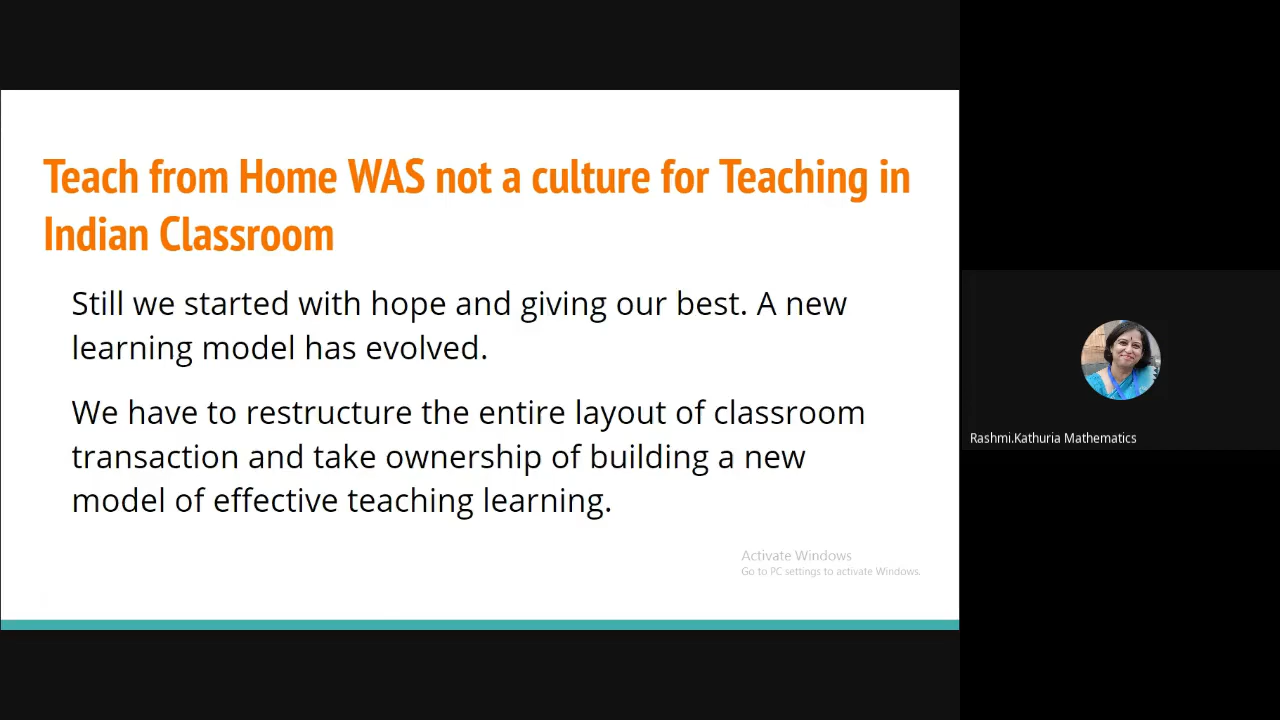 Teach from Home WAS not a culture for Teaching in
Indian Classroom
Still we started with hope and giving our best. A new
learning model has evolved.
We have to restructure the entire layout of classroom
transaction and take ownership of building a new
model of effective teaching learning.
Activate Windows
Go to PC settings to activate Windows.
Rashmi.Kathuria Mathematics